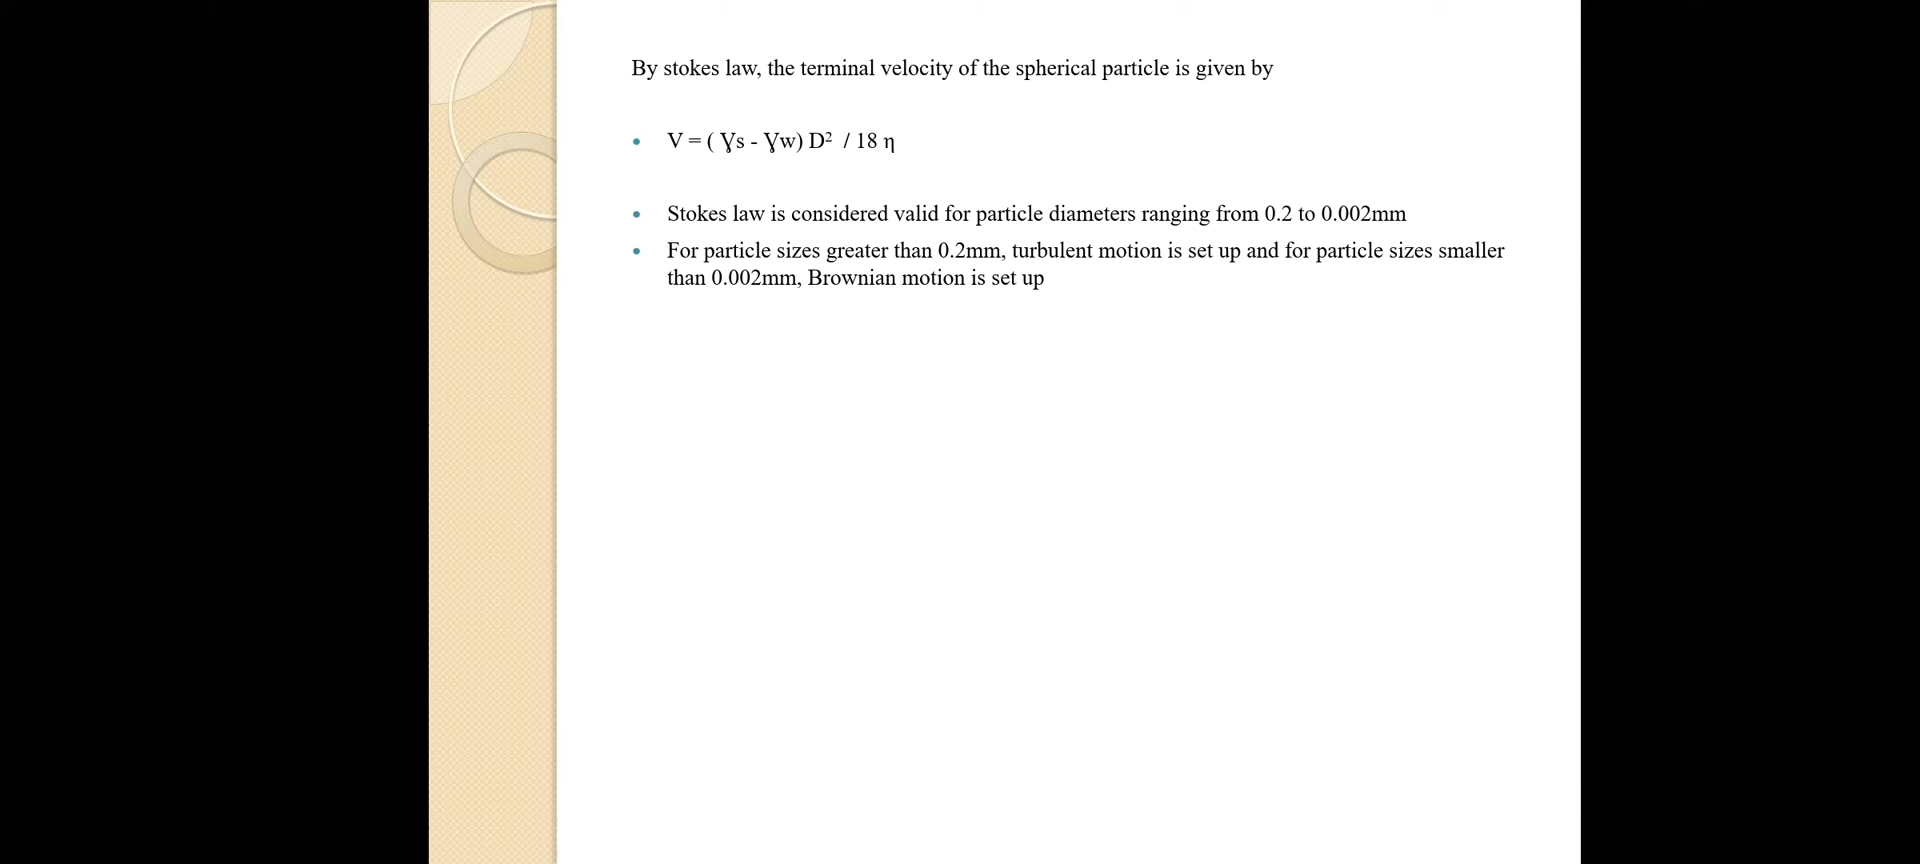 By stokes law, the terminal velocity of the spherical particle is given by
• V = ( Ɣs - Ɣw) D² / 18 η
• Stokes law is considered valid for particle diameters ranging from 0.2 to 0.002mm
• For particle sizes greater than 0.2mm, turbulent motion is set up and for particle sizes smaller
than 0.002mm, Brownian motion is set up